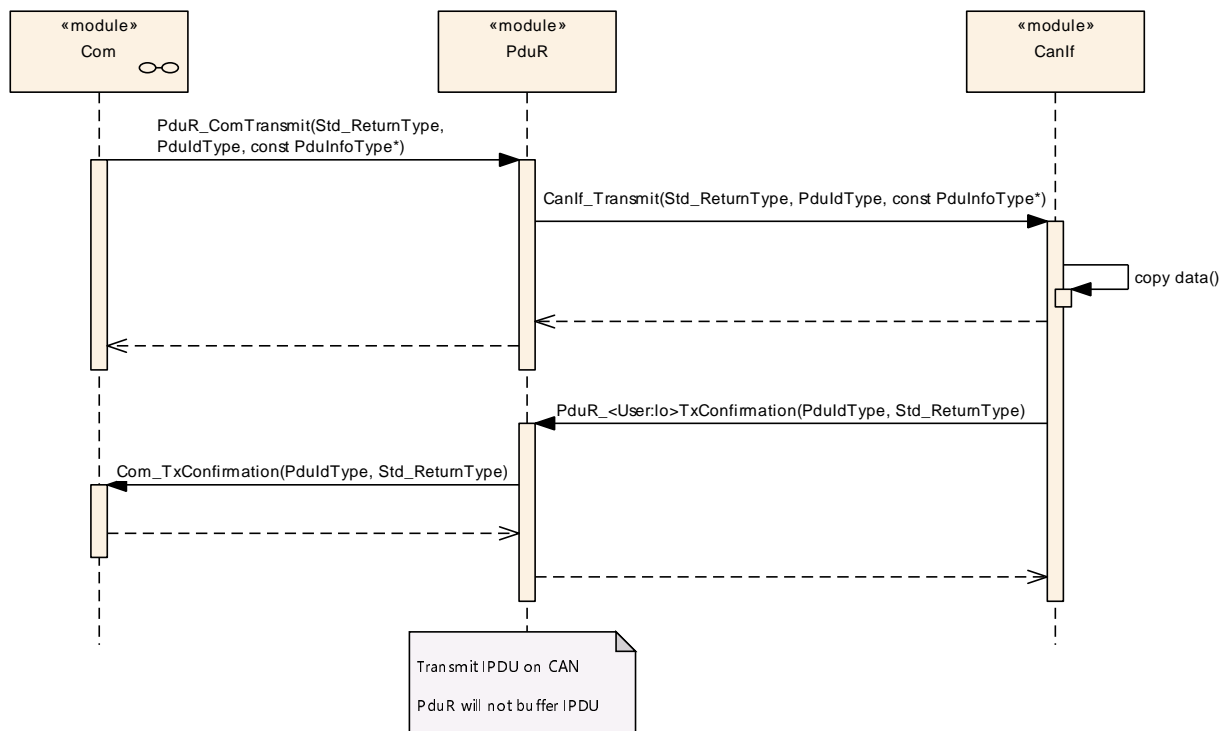 «module»
Com
«module»
PduR
«module»
CanIf
PduR_ComTransmit(Std_ReturnType,
PduIdType, const PduInfoType*)
CanIf_Transmit(Std_ReturnType, PduIdType, const PduInfoType*)
copy data()
PduR_<User:lo>TxConfirmation(PduIdType, Std_ReturnType)
Com_TxConfirmation(PduIdType, Std_ReturnType)
Transmit IPDU on CAN
PduR will not buffer IPDU